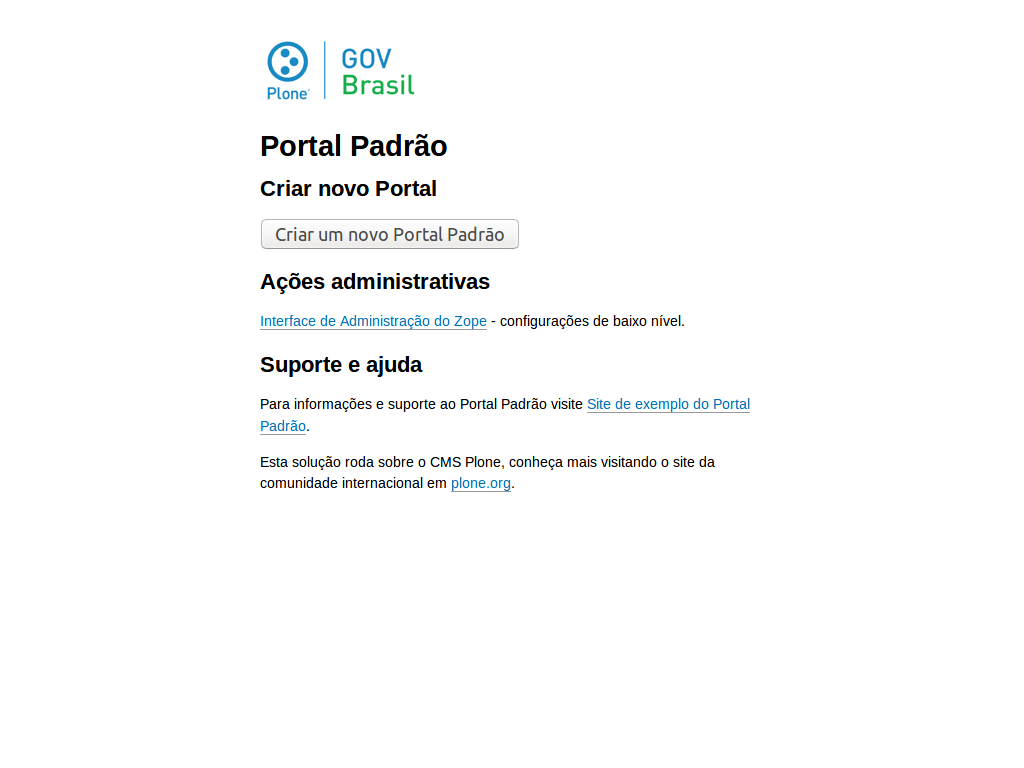 Plone
GOV
Brasil
Portal Padrão
Criar novo Portal
Criar um novo Portal Padrão
Ações administrativas
Interface de Administração do Zope - configurações de baixo nível.
Suporte e ajuda
Para informações e suporte ao Portal Padrão visite Site de exemplo do Portal
Padrão.
Esta solução roda sobre o CMS Plone, conheça mais visitando o site da
comunidade internacional em plone.org.